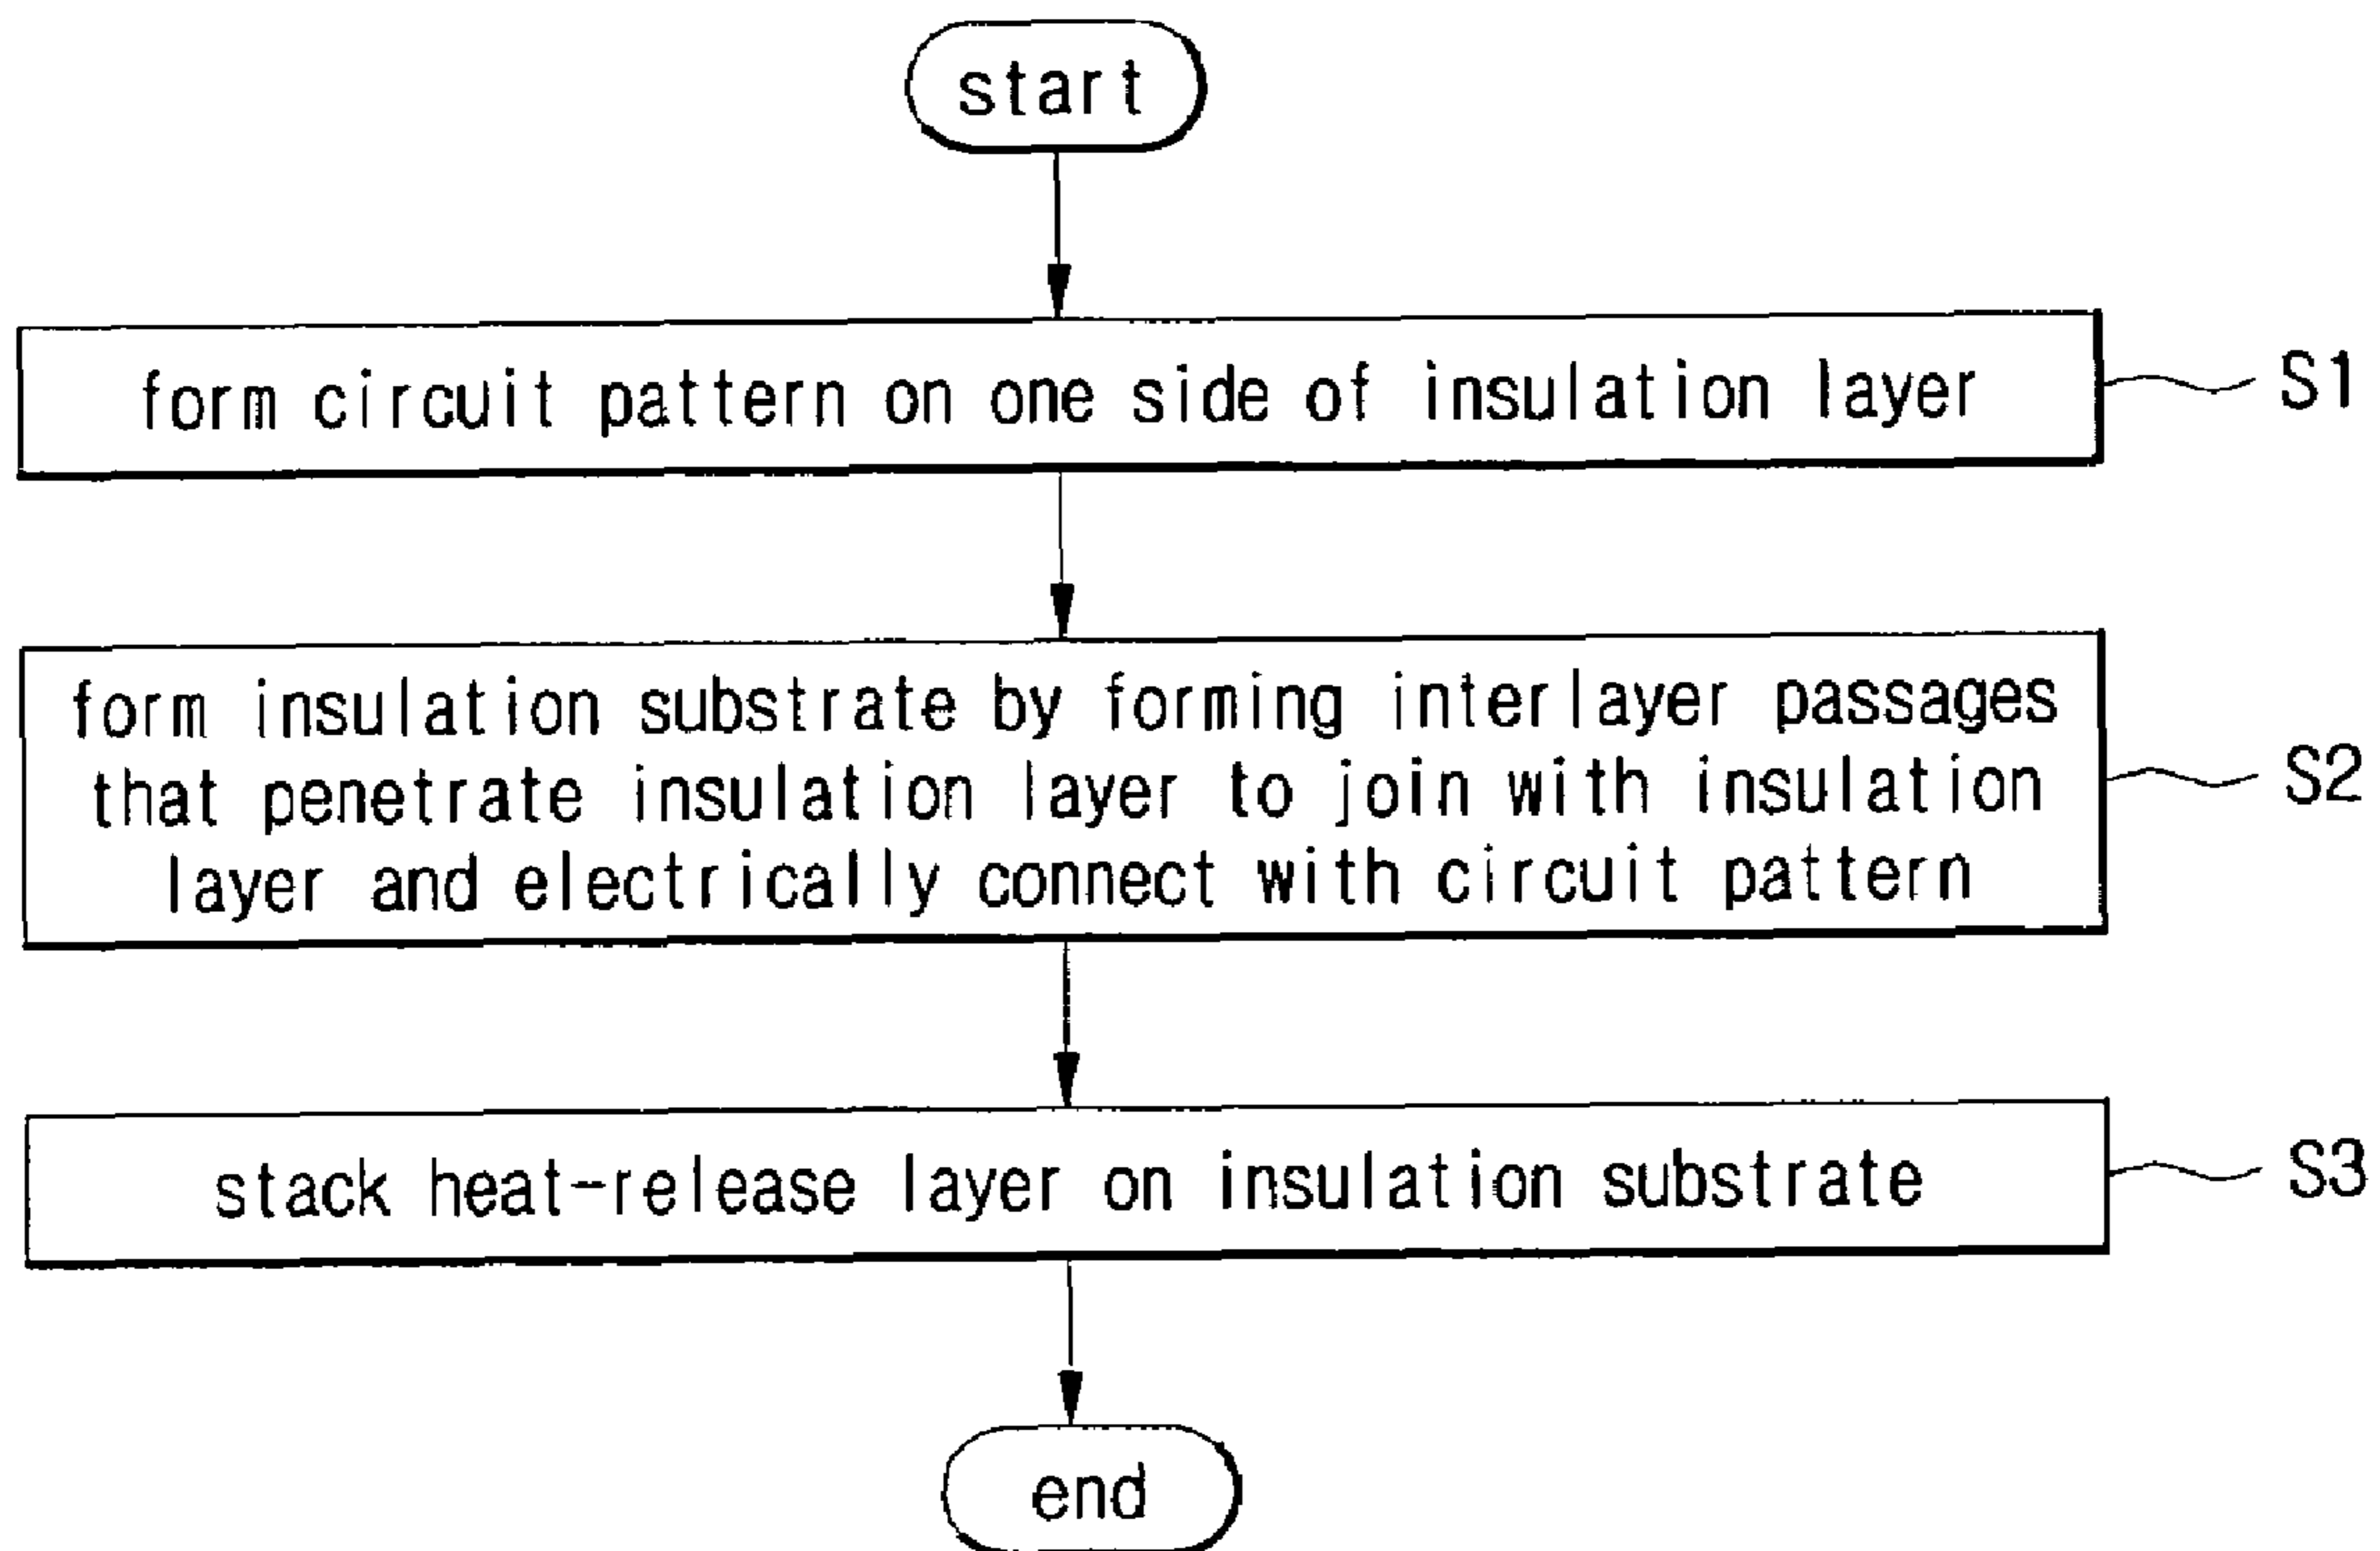 start
form circuit pattern on one side of insulation layer
S1
form insulation substrate by forming interlayer passages
that penetrate insulation layer to join with insulation
layer and electrically connect with circuit pattern
S2
stack heat-release layer on insulation substrate
S3
end